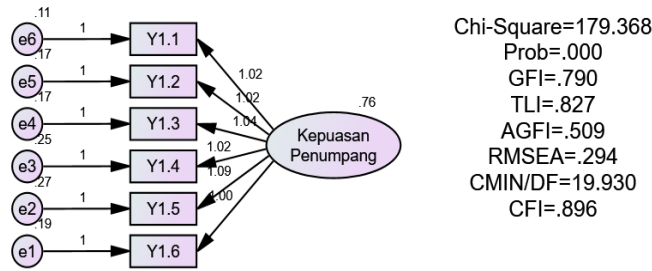 .11
e6 1 Y1.1
.17
e5 1 Y1.2
.17
e4 1 Y1.3
.25
e3 1 Y1.4
.27
e2 1 Y1.5
.19
e1 1 Y1.6
1.02
1.02
1.04
1.02
1.09
1.00
.76
Kepuasan
Penumpang
Chi-Square=179.368
Prob=.000
GFI=.790
TLI=.827
AGFI=.509
RMSEA=.294
CMIN/DF=19.930
CFI=.896